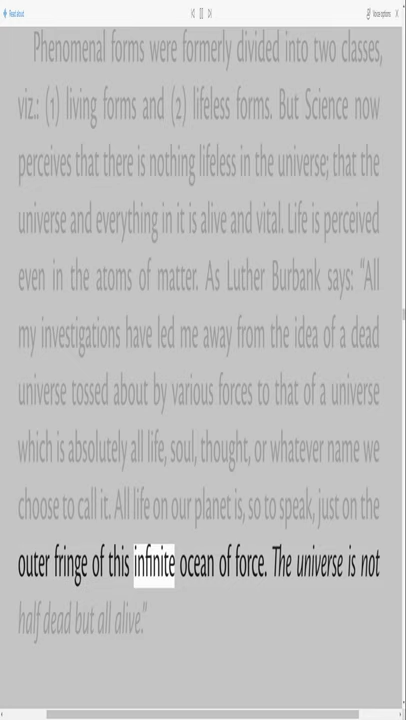 Read aloud
Voice options
Phenomenal forms were formerly divided into two classes,
viz.: (1) living forms and (2) lifeless forms. But Science now
perceives that there is nothing lifeless in the universe; that the
universe and everything in it is alive and vital. Life is perceived
even in the atoms of matter. As Luther Burbank says: “All
my investigations have led me away from the idea of a dead
universe tossed about by various forces to that of a universe
which is absolutely all life, soul, thought, or whatever name we
choose to call it. All life on our planet is, so to speak, just on the
outer fringe of this infinite ocean of force. The universe is not
half dead but all alive.”